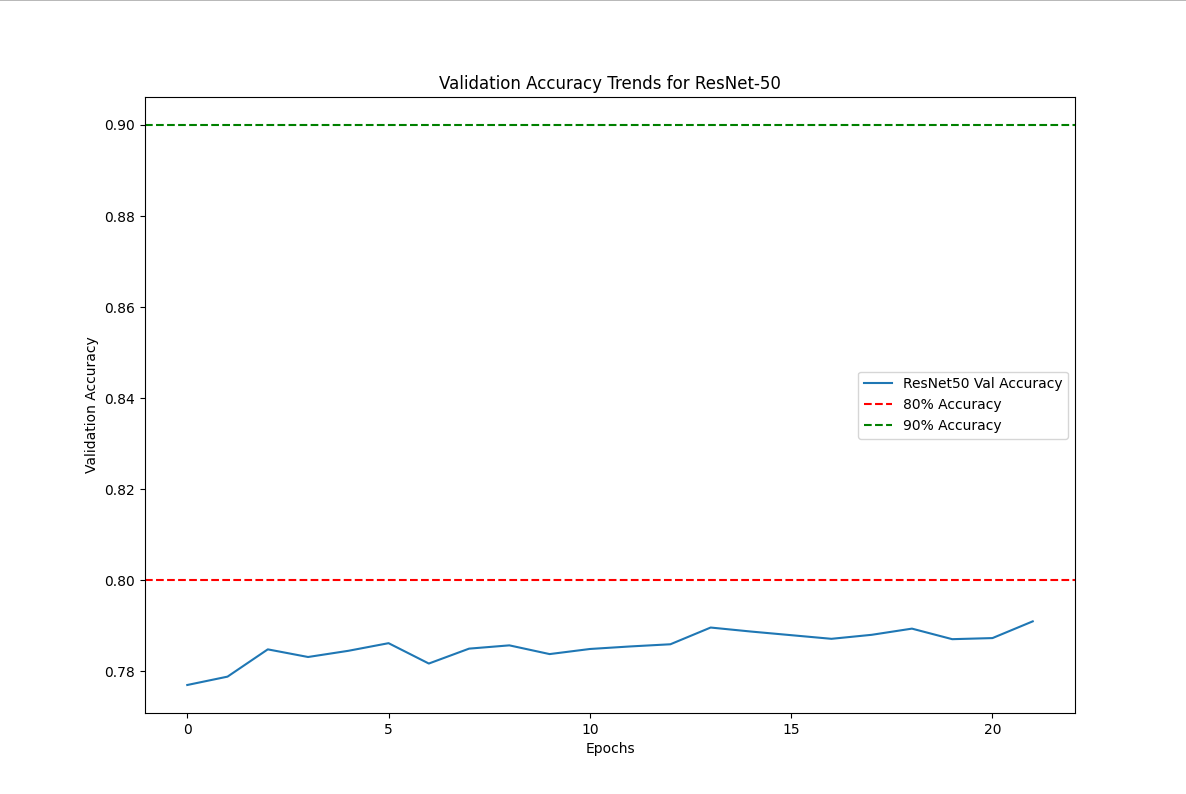 Validation Accuracy Trends for ResNet-50
0.90
0.88
0.86
0.84
0.82
0.80
0.78
Validation Accuracy
ResNet50 Val Accuracy
80% Accuracy
90% Accuracy
0 5 10 15 20
Epochs